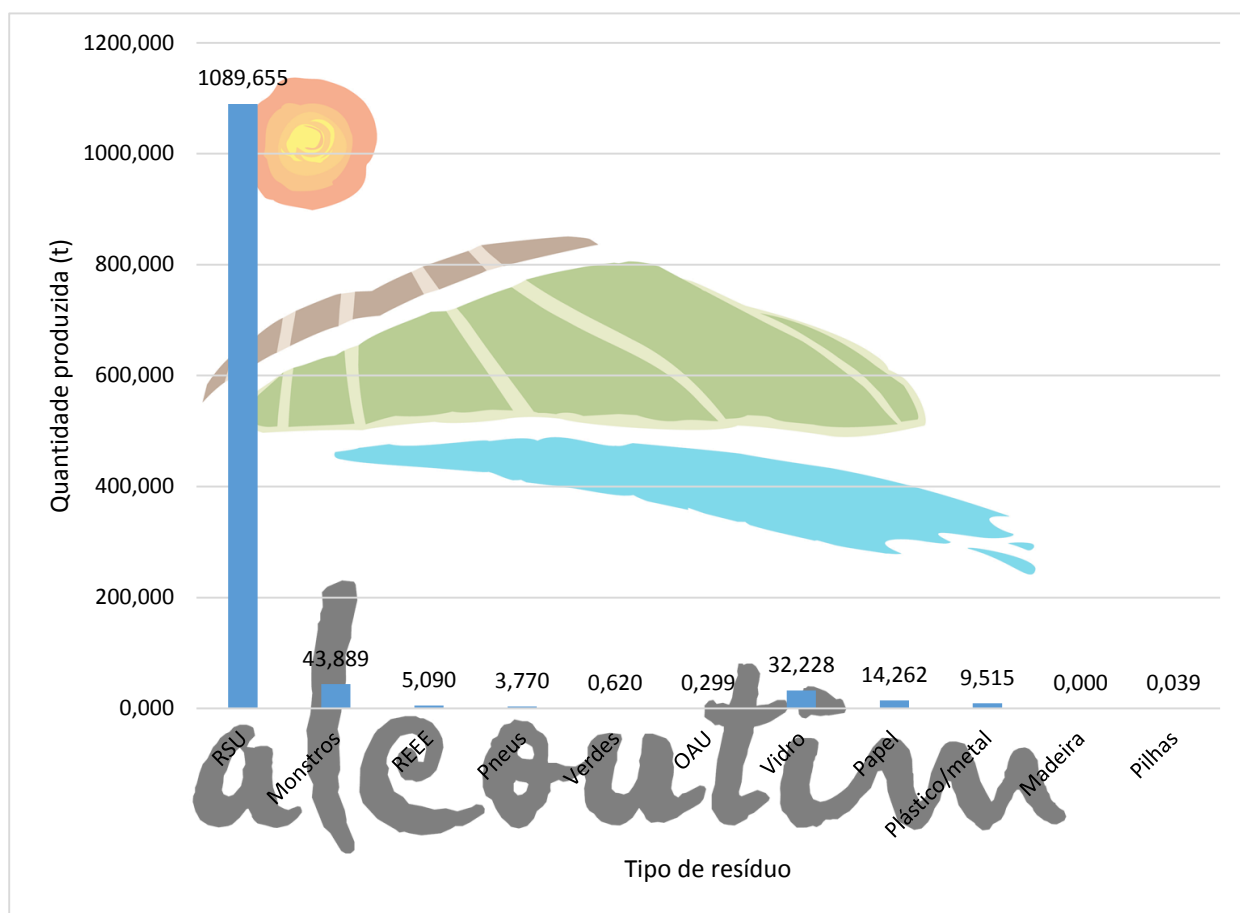 1200,000
1000,000
800,000
600,000
400,000
200,000
0,000
Quantidade produzida (t)
1089,655
43,889
5,090
3,770
0,620
0,299
32,228
14,262
9,515
0,000
0,039
RSU
Monstros
REEE
Pneus
Verdes
OAU
Vidro
Papel
Plástico/metal
Madeira
Pilhas
alcoutim
Tipo de resíduo